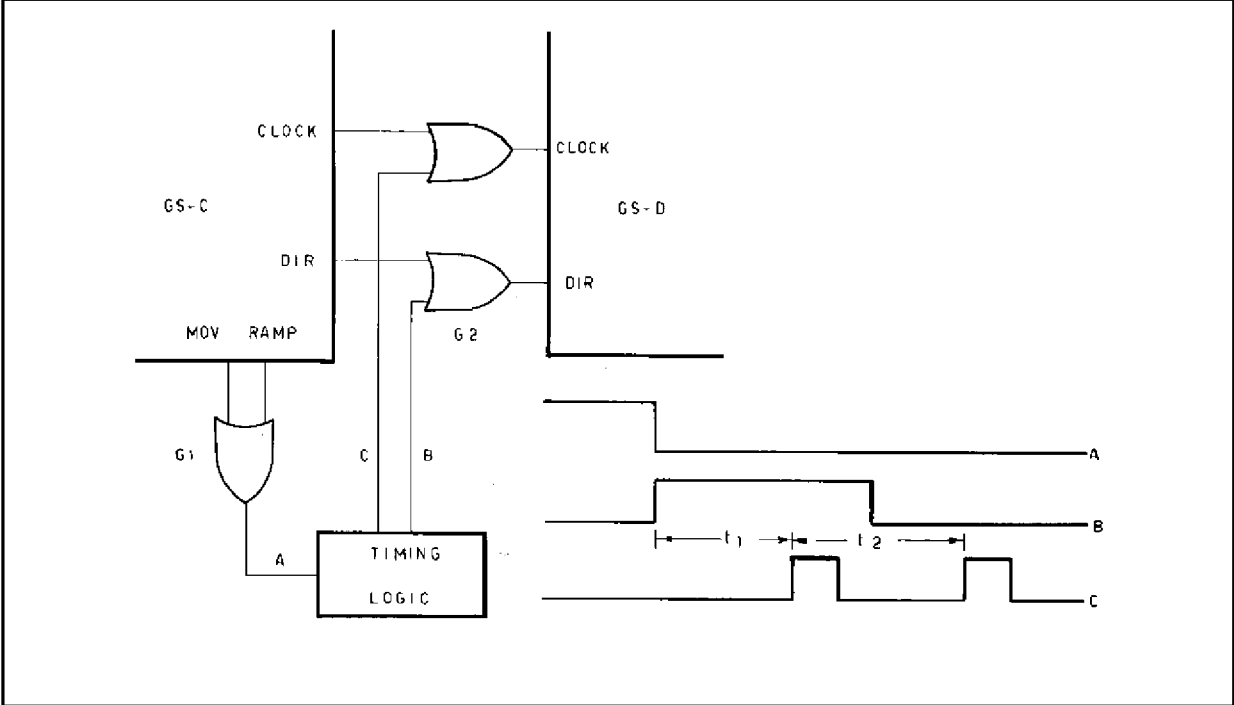 CLOCK
CLOCK
GS-C
GS-D
DIR
DIR
MOV RAMP
G2
G1
C
B
A
A
TIMING
LOGIC
B
t1
t2
C